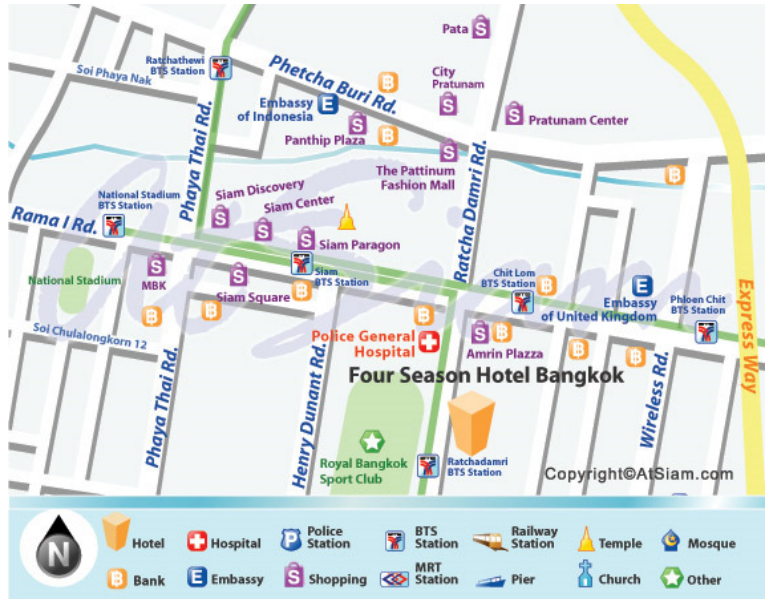 Pata
Ratchathewi
BTS Station
Soi Phaya Nak
Phetcha Buri Rd.
City
Pratunam
Embassy
of Indonesia
Panthip Plaza
Pratunam Center
Phaya Thai Rd.
The Pattinum
Fashion Mall
Ratcha Damri Rd.
National Stadium
BTS Station
Siam Discovery
Siam Center
Rama I Rd.
Siam Paragon
National Stadium
MBK
Siam Square
Siam
BTS Station
Chit Lom
BTS Station
Embassy
of United Kingdom
Phloen Chit
BTS Station
Express Way
Soi Chulalongkorn 12
Police General
Hospital
Amrin Plazza
Phaya Thai Rd.
Henry Dunant Rd.
Four Season Hotel Bangkok
Wireless Rd.
Royal Bangkok
Sport Club
Ratchadamri
BTS Station
Copyright©AtSiam.com
AtSiam
N
Hotel
Hospital
Police
Station
BTS
Station
Railway
Station
Temple
Mosque
Bank
Embassy
Shopping
MRT
Station
Pier
Church
Other